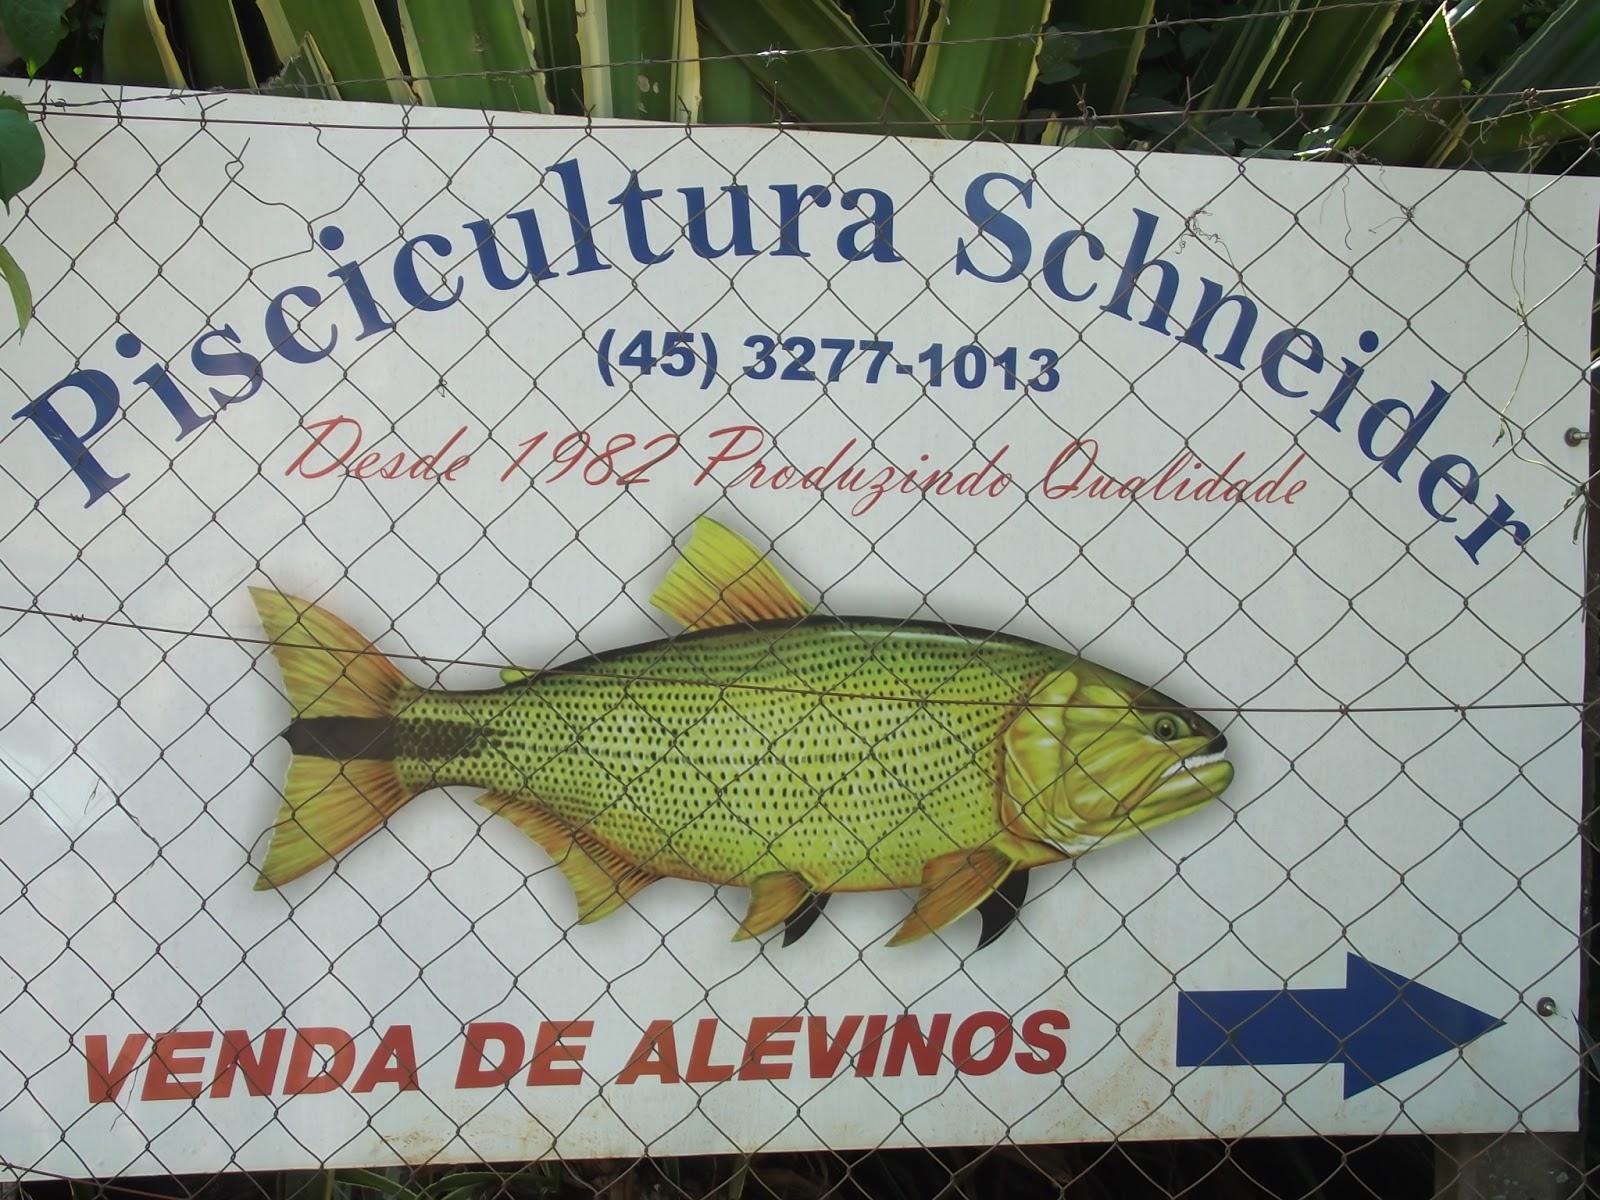 Piscicultura Schneider
(45) 3277-1013
Desde 1982 Produzindo Qualidade
VENDA DE ALEVINOS